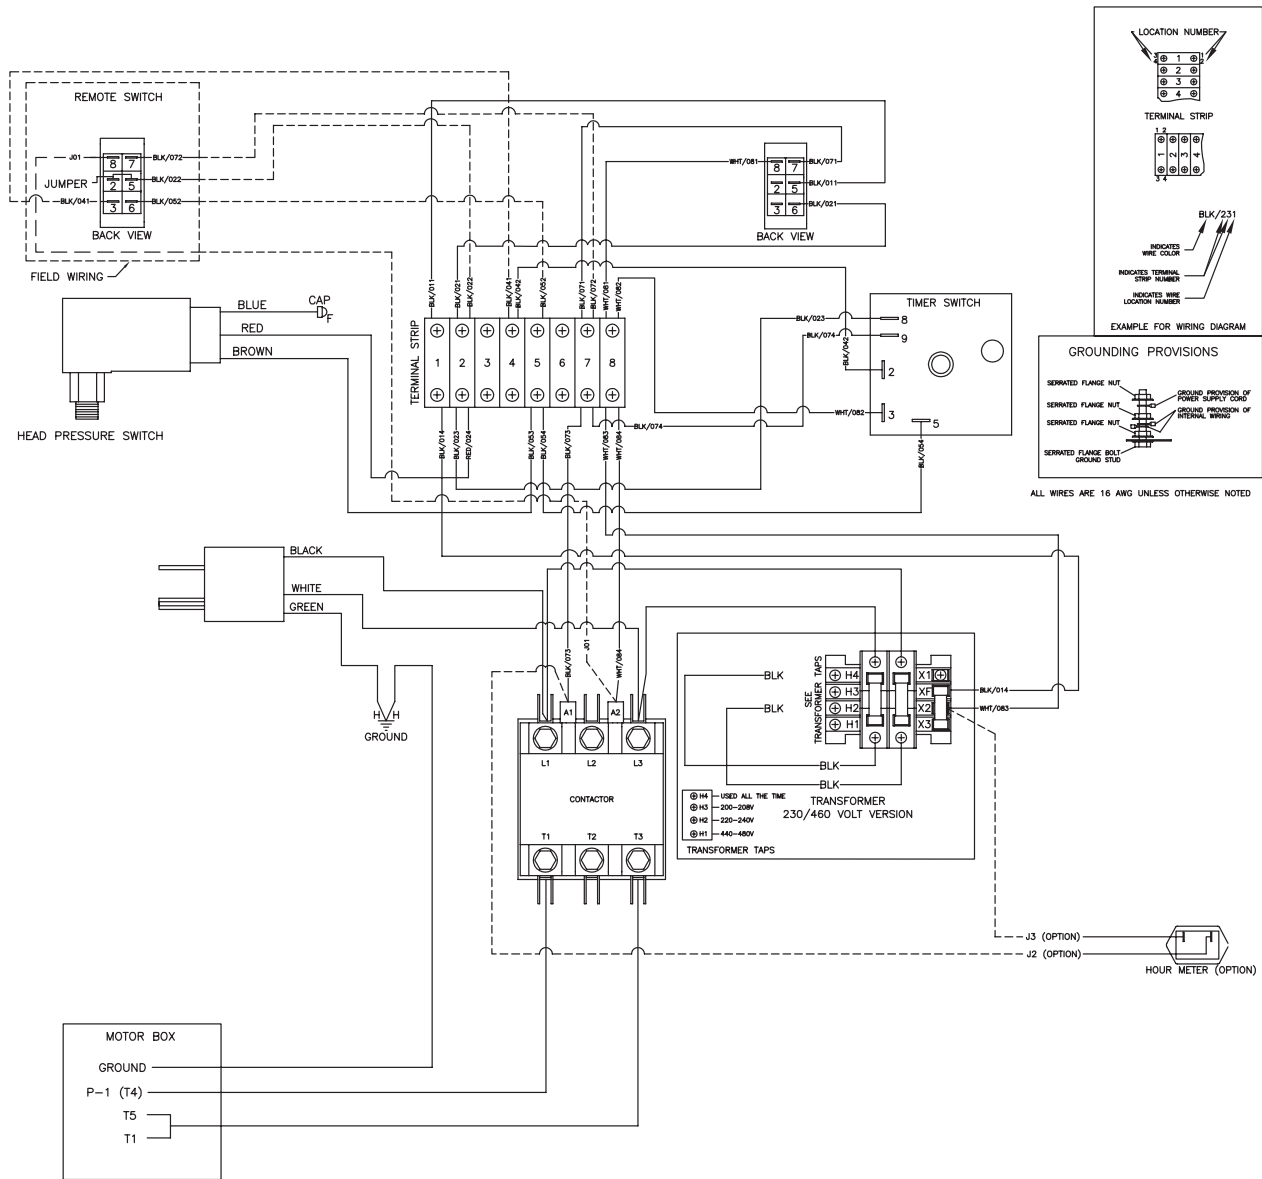 LOCATION NUMBER
3 1
4 2
1
2
3
4
TERMINAL STRIP
1 2
1 2 3 4
3 4
BLK/231
INDICATES
WIRE COLOR
INDICATES TERMINAL
STRIP NUMBER
INDICATES WIRE
LOCATION NUMBER
EXAMPLE FOR WIRING DIAGRAM
GROUNDING PROVISIONS
SERRATED FLANGE NUT
SERRATED FLANGE NUT
SERRATED FLANGE NUT
SERRATED FLANGE BOLT
GROUND STUD
GROUND PROVISION OF
POWER SUPPLY CORD
GROUND PROVISION OF
INTERNAL WIRING
ALL WIRES ARE 16 AWG UNLESS OTHERWISE NOTED
REMOTE SWITCH
J01 8 7 BLK/072
JUMPER 2 5 BLK/022
BLK/041 3 6 BLK/052
BACK VIEW
FIELD WIRING
WHT/081 8 7 BLK/071
2 5 BLK/011
3 6 BLK/021
BACK VIEW
BLUE CAP
F
RED
BROWN
HEAD PRESSURE SWITCH
BLK/011 BLK/021 BLK/022 BLK/041 BLK/042 BLK/052 BLK/071 BLK/072 WHT/081 WHT/082
TERMINAL STRIP
1 2 3 4 5 6 7 8
BLK/014 BLK/023 RED/024 BLK/053 BLK/054 BLK/073 WHT/083 WHT/084
BLK/074
TIMER SWITCH
BLK/023 8
BLK/074 9
BLK/042 2
WHT/082 3
5
BLK/054
BLACK
WHITE
GREEN
H H
GROUND
BLK/073 J01 WHT/084
A1 A2
L1 L2 L3
CONTACTOR
T1 T2 T3
BLK
BLK
SEE
TRANSFORMER TAPS
H4 X1
H3 XF BLK/014
H2 X2 WHT/083
H1 X3
BLK
BLK
TRANSFORMER
230/460 VOLT VERSION
H4 USED ALL THE TIME
H3 200-208V
H2 220-240V
H1 440-480V
TRANSFORMER TAPS
J3 (OPTION)
J2 (OPTION)
HOUR METER (OPTION)
MOTOR BOX
GROUND
P-1 (T4)
T5
T1